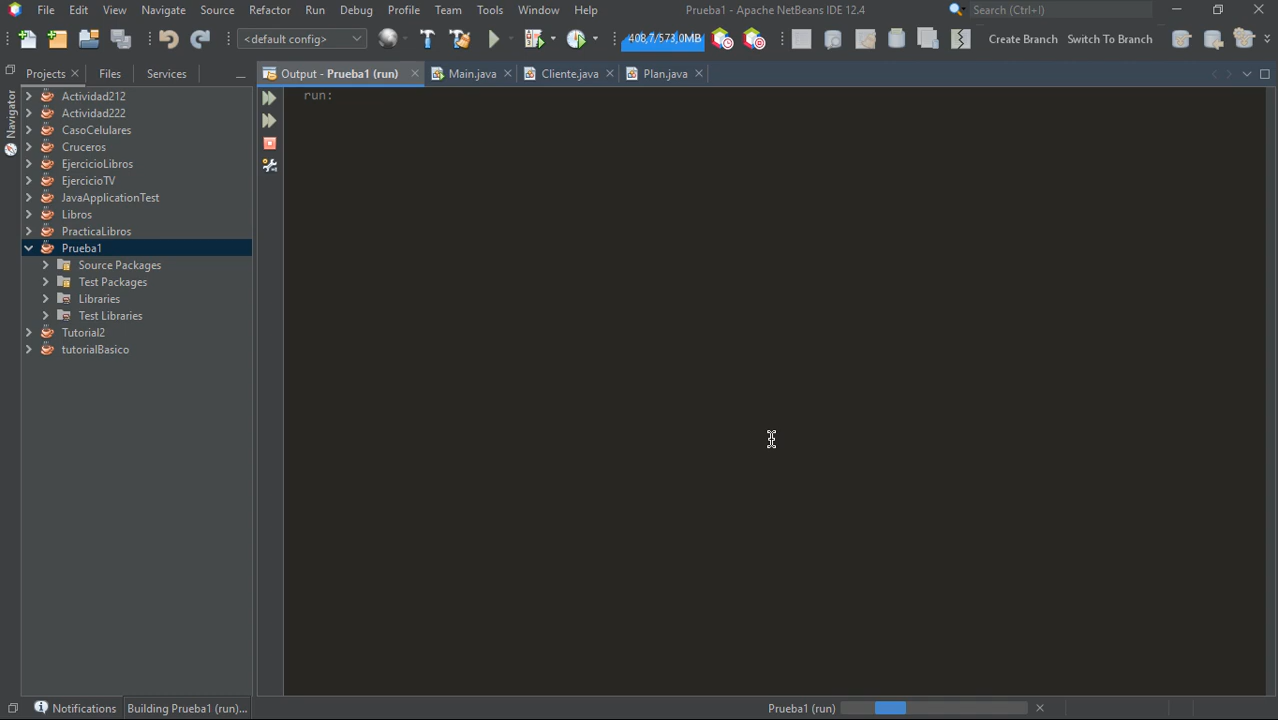 File Edit View Navigate Source Refactor Run Debug Profile Team Tools Window Help Prueba1 - Apache NetBeans IDE 12.4 Search (Ctrl+I)
<default config> 408,7/573,0MB Create Branch Switch To Branch
Projects Files Services Output - Prueba1 (run) Main.java Cliente.java Plan.java
Navigator
run:
Actividad212
Actividad222
CasoCelulares
Cruceros
EjercicioLibros
EjercicioTV
JavaApplicationTest
Libros
PracticaLibros
Prueba1
Source Packages
Test Packages
Libraries
Test Libraries
Tutorial2
tutorialBasico
Notifications Building Prueba1 (run)... Prueba1 (run)